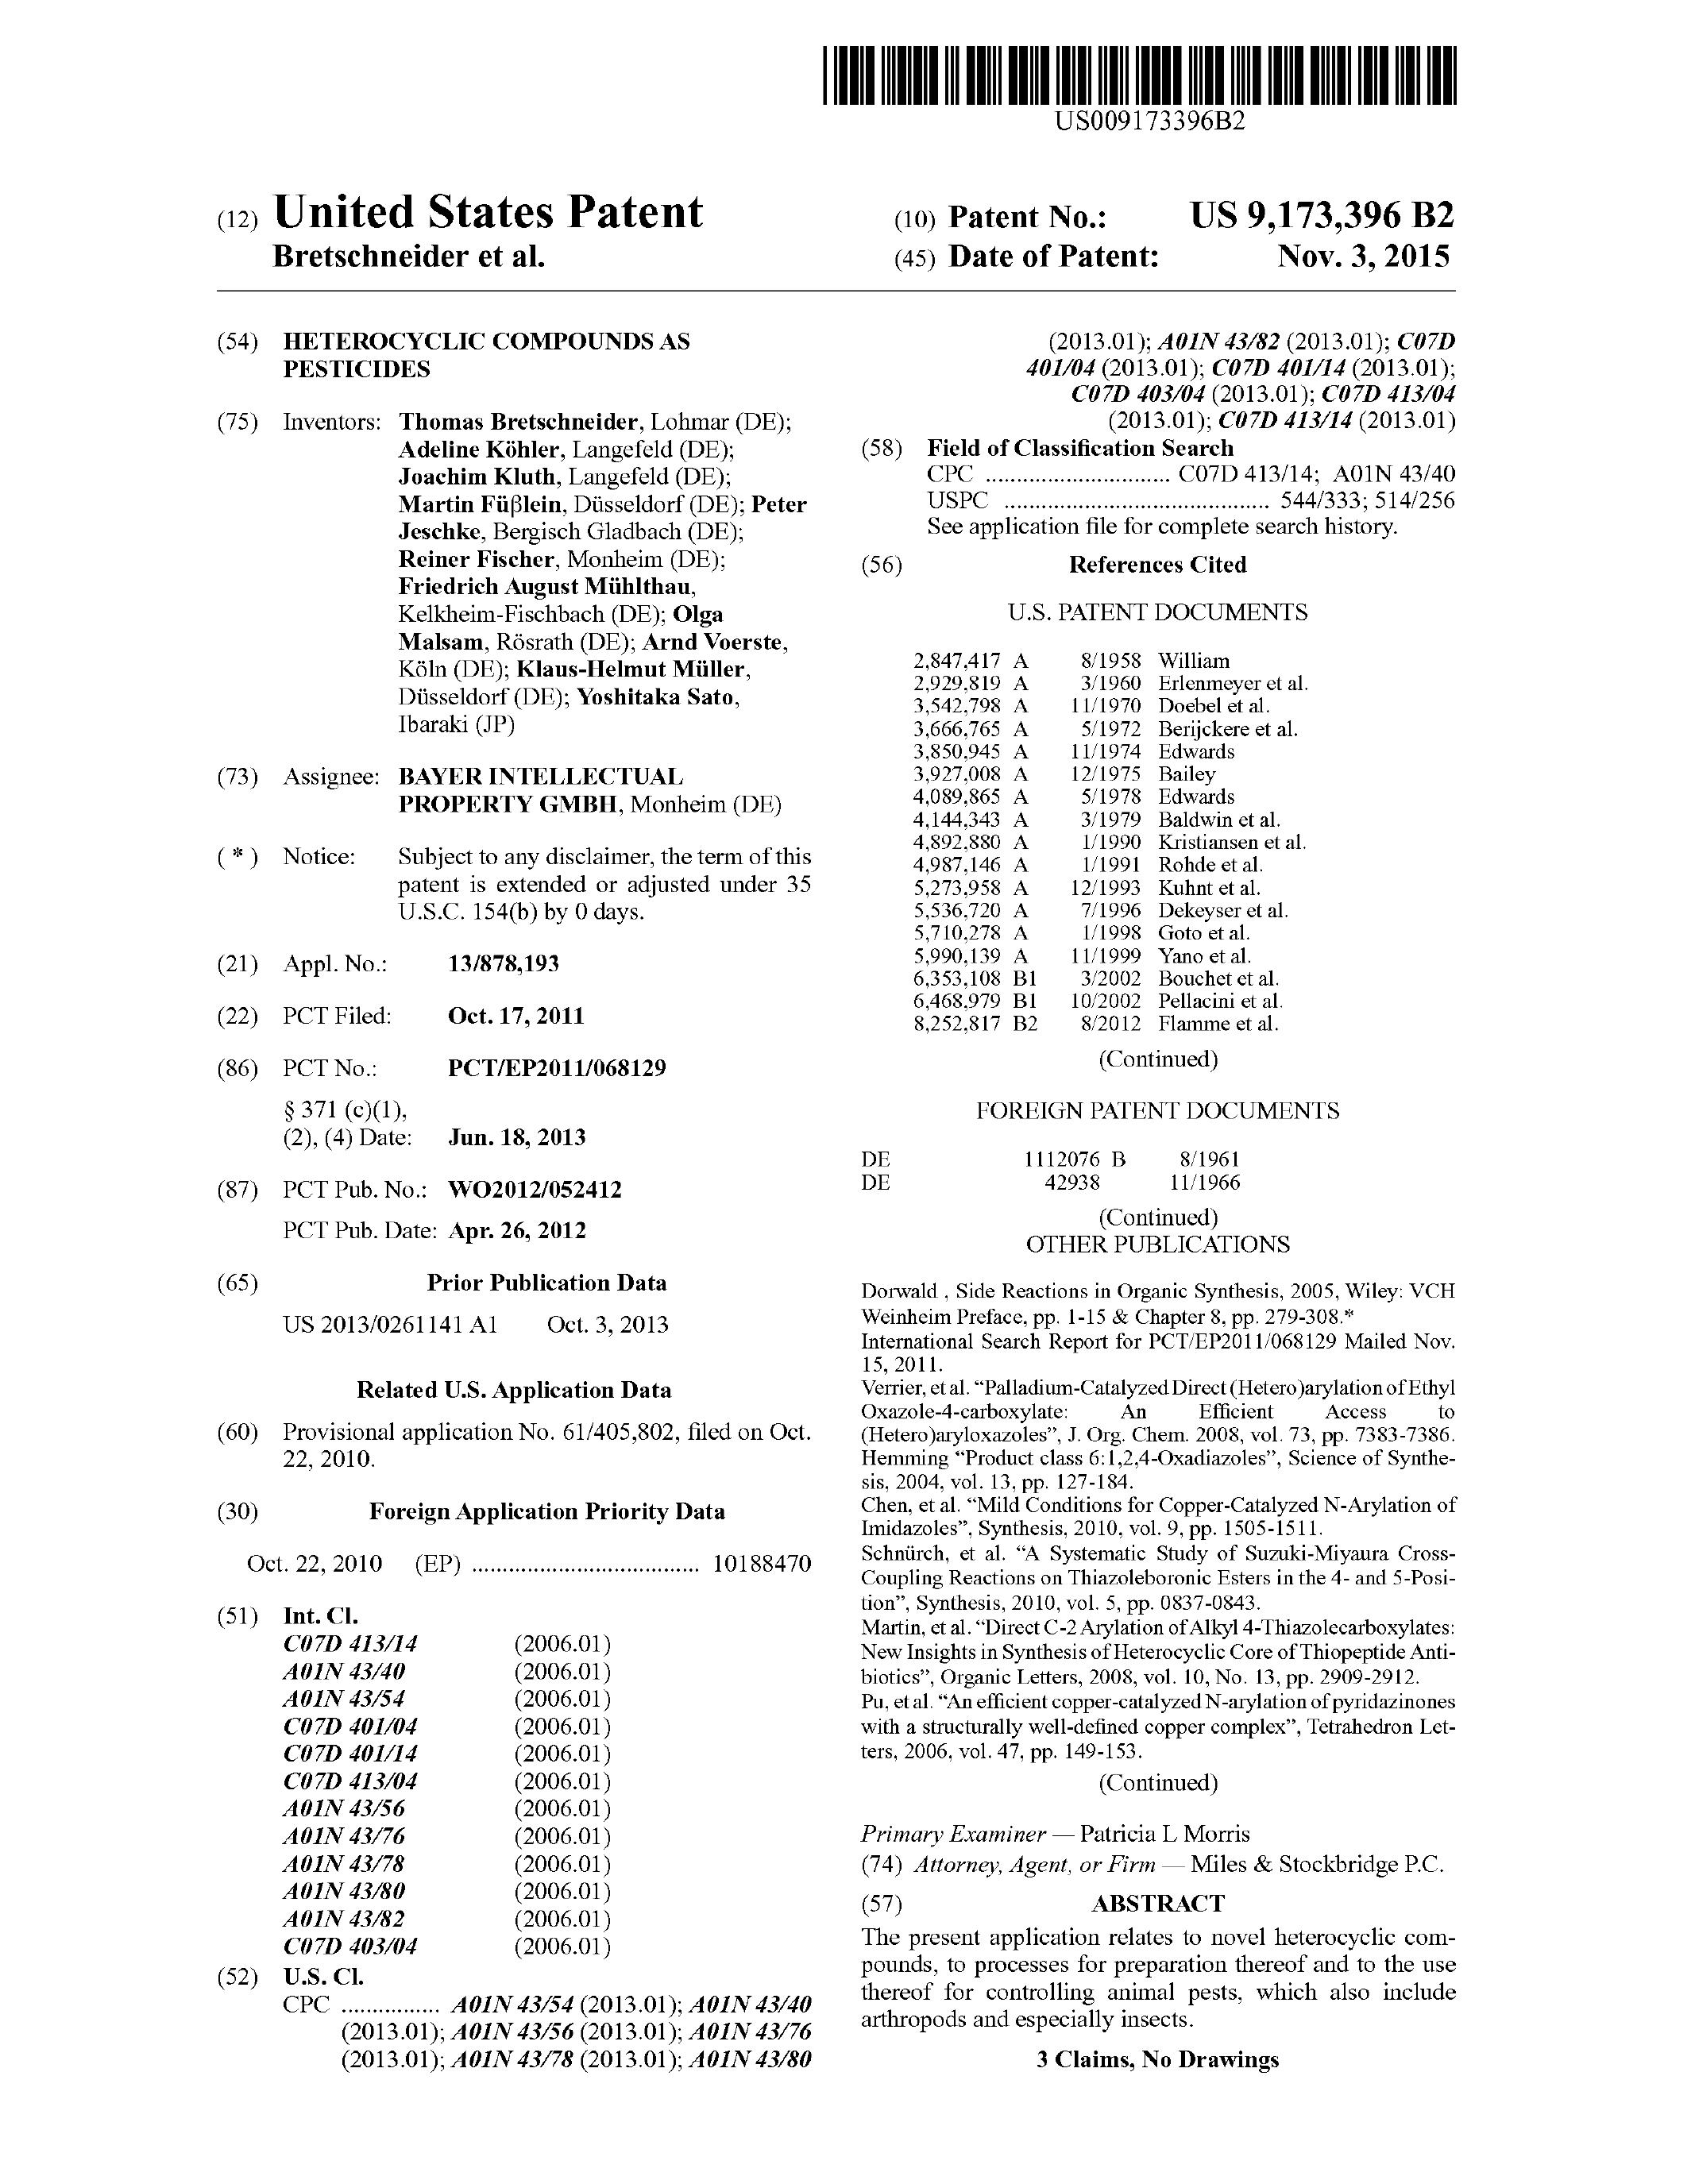 US009173396B2
(12) United States Patent
Bretschneider et al.
(10) Patent No.: US 9,173,396 B2
(45) Date of Patent: Nov. 3, 2015
(54) HETEROCYCLIC COMPOUNDS AS
PESTICIDES
(75) Inventors: Thomas Bretschneider, Lohmar (DE);
Adeline Köhler, Langefeld (DE);
Joachim Kluth, Langefeld (DE);
Martin Füβlein, Düsseldorf (DE); Peter
Jeschke, Bergisch Gladbach (DE);
Reiner Fischer, Monheim (DE);
Friedrich August Mühlthau,
Kelkheim-Fischbach (DE); Olga
Malsam, Rösrath (DE); Arnd Voerste,
Köln (DE); Klaus-Helmut Müller,
Düsseldorf (DE); Yoshitaka Sato,
Ibaraki (JP)
(73) Assignee: BAYER INTELLECTUAL
PROPERTY GMBH, Monheim (DE)
( * ) Notice: Subject to any disclaimer, the term of this
patent is extended or adjusted under 35
U.S.C. 154(b) by 0 days.
(21) Appl. No.: 13/878,193
(22) PCT Filed: Oct. 17, 2011
(86) PCT No.: PCT/EP2011/068129
§ 371 (c)(1),
(2), (4) Date: Jun. 18, 2013
(87) PCT Pub. No.: WO2012/052412
PCT Pub. Date: Apr. 26, 2012
(65) Prior Publication Data
US 2013/0261141 A1 Oct. 3, 2013
Related U.S. Application Data
(60) Provisional application No. 61/405,802, filed on Oct.
22, 2010.
(30) Foreign Application Priority Data
Oct. 22, 2010 (EP) .................................... 10188470
(51) Int. Cl.
C07D 413/14 (2006.01)
A01N 43/40 (2006.01)
A01N 43/54 (2006.01)
C07D 401/04 (2006.01)
C07D 401/14 (2006.01)
C07D 413/04 (2006.01)
A01N 43/56 (2006.01)
A01N 43/76 (2006.01)
A01N 43/78 (2006.01)
A01N 43/80 (2006.01)
A01N 43/82 (2006.01)
C07D 403/04 (2006.01)
(52) U.S. Cl.
CPC ................ A01N 43/54 (2013.01); A01N 43/40
(2013.01); A01N 43/56 (2013.01); A01N 43/76
(2013.01); A01N 43/78 (2013.01); A01N 43/80
(2013.01); A01N 43/82 (2013.01); C07D
401/04 (2013.01); C07D 401/14 (2013.01);
C07D 403/04 (2013.01); C07D 413/04
(2013.01); C07D 413/14 (2013.01)
(58) Field of Classification Search
CPC ............................. C07D 413/14; A01N 43/40
USPC .......................................... 544/333; 514/256
See application file for complete search history.
(56) References Cited
U.S. PATENT DOCUMENTS
2,847,417 A 8/1958 William
2,929,819 A 3/1960 Erlenmeyer et al.
3,542,798 A 11/1970 Doebel et al.
3,666,765 A 5/1972 Berijckere et al.
3,850,945 A 11/1974 Edwards
3,927,008 A 12/1975 Bailey
4,089,865 A 5/1978 Edwards
4,144,343 A 3/1979 Baldwin et al.
4,892,880 A 1/1990 Kristiansen et al.
4,987,146 A 1/1991 Rohde et al.
5,273,958 A 12/1993 Kuhnt et al.
5,536,720 A 7/1996 Dekeyser et al.
5,710,278 A 1/1998 Goto et al.
5,990,139 A 11/1999 Yano et al.
6,353,108 B1 3/2002 Bouchet et al.
6,468,979 B1 10/2002 Pellacini et al.
8,252,817 B2 8/2012 Flamme et al.
(Continued)
FOREIGN PATENT DOCUMENTS
DE 1112076 B 8/1961
DE 42938 11/1966
(Continued)
OTHER PUBLICATIONS
Dorwald , Side Reactions in Organic Synthesis, 2005, Wiley: VCH
Weinheim Preface, pp. 1-15 & Chapter 8, pp. 279-308.*
International Search Report for PCT/EP2011/068129 Mailed Nov.
15, 2011.
Verrier, et al. “Palladium-Catalyzed Direct (Hetero)arylation of Ethyl
Oxazole-4-carboxylate: An Efficient Access to
(Hetero)aryloxazoles”, J. Org. Chem. 2008, vol. 73, pp. 7383-7386.
Hemming “Product class 6:1,2,4-Oxadiazoles”, Science of Synthe-
sis, 2004, vol. 13, pp. 127-184.
Chen, et al. “Mild Conditions for Copper-Catalyzed N-Arylation of
Imidazoles”, Synthesis, 2010, vol. 9, pp. 1505-1511.
Schnürch, et al. “A Systematic Study of Suzuki-Miyaura Cross-
Coupling Reactions on Thiazoleboronic Esters in the 4- and 5-Posi-
tion”, Synthesis, 2010, vol. 5, pp. 0837-0843.
Martin, et al. “Direct C-2 Arylation of Alkyl 4-Thiazolecarboxylates:
New Insights in Synthesis of Heterocyclic Core of Thiopeptide Anti-
biotics”, Organic Letters, 2008, vol. 10, No. 13, pp. 2909-2912.
Pu, et al. “An efficient copper-catalyzed N-arylation of pyridazinones
with a structurally well-defined copper complex”, Tetrahedron Let-
ters, 2006, vol. 47, pp. 149-153.
(Continued)
Primary Examiner — Patricia L Morris
(74) Attorney, Agent, or Firm — Miles & Stockbridge P.C.
(57) ABSTRACT
The present application relates to novel heterocyclic com-
pounds, to processes for preparation thereof and to the use
thereof for controlling animal pests, which also include
arthropods and especially insects.
3 Claims, No Drawings